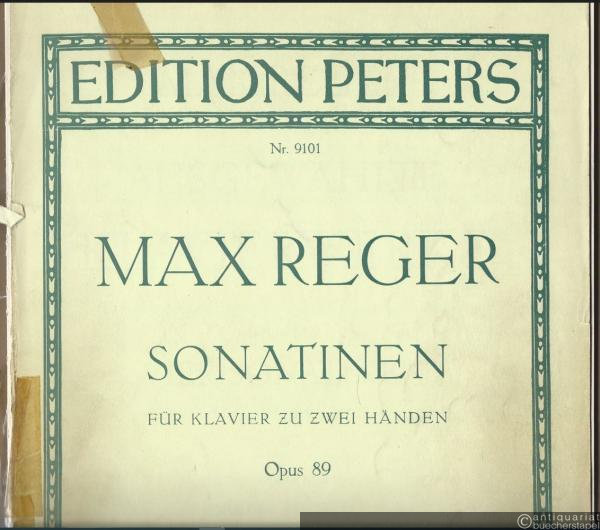 EDITION PETERS
Nr. 9101
MAX REGER
SONATINEN
FÜR KLAVIER ZU ZWEI HÄNDEN
Opus 89
©antiquariat
buecherstapel